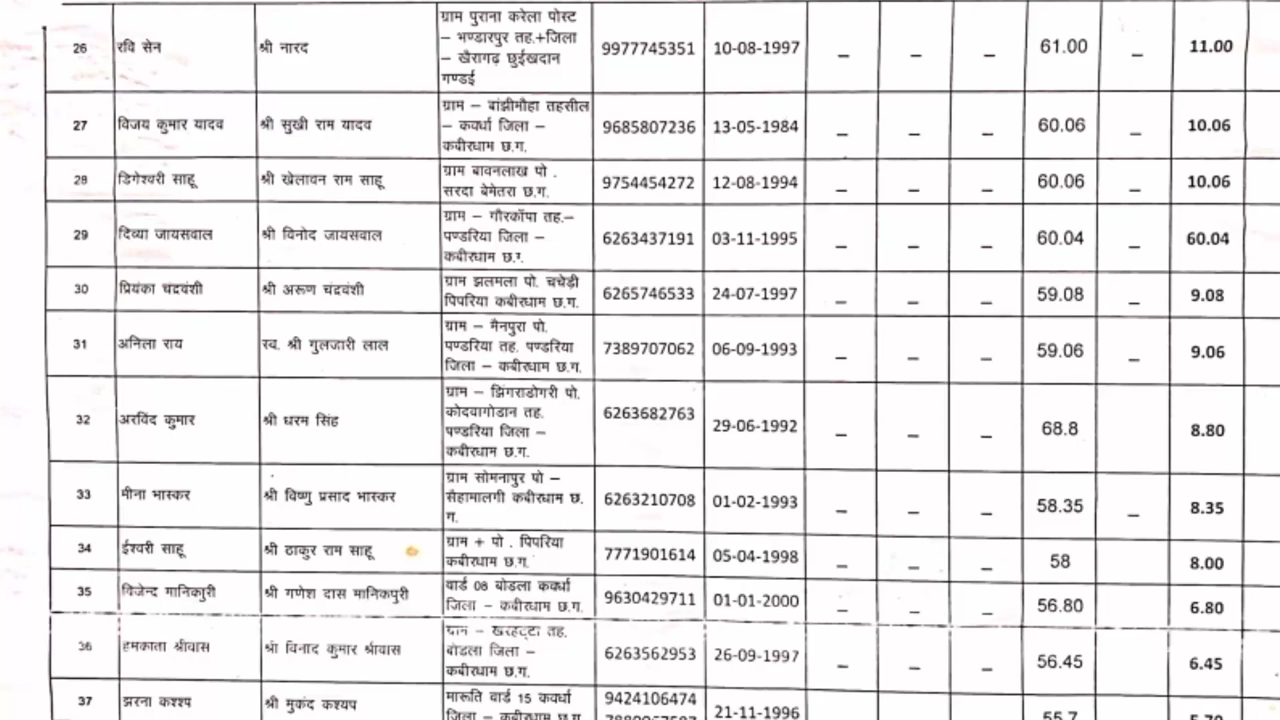 26 रवि सेन श्री नारद ग्राम पुराना करेला पोस्ट – भण्डारपुर तह.+जिला – खैरागढ़ छुईखदान गण्डई 9977745351 10-08-1997 – – – 61.00 – 11.00
27 विजय कुमार यादव श्री सुखी राम यादव ग्राम – बांझीमौहा तहसील – कवर्धा जिला – कबीरधाम छ.ग. 9685807236 13-05-1984 – – – 60.06 – 10.06
28 डिगेश्वरी साहू श्री खेलावन राम साहू ग्राम बावनलाख पो . सरदा बेमेतरा छ.ग. 9754454272 12-08-1994 – – – 60.06 – 10.06
29 दिव्या जायसवाल श्री विनोद जायसवाल ग्राम – गौरकॉपा तह.– पण्डरिया जिला – कबीरधाम छ.ग. 6263437191 03-11-1995 – – – 60.04 – 60.04
30 प्रियंका चंद्रवंशी श्री अरूण चंद्रवंशी ग्राम झलमला पो. चचेड़ी पिपरिया कबीरधाम छ.ग. 6265746533 24-07-1997 – – – 59.08 – 9.08
31 अनिला राय स्व. श्री गुलजारी लाल ग्राम – मैनपुरा पो. पण्डरिया तह. पण्डरिया जिला – कबीरधाम छ.ग. 7389707062 06-09-1993 – – – 59.06 – 9.06
32 अरविंद कुमार श्री धरम सिंह ग्राम – झिंगराडोगरी पो. कोदवागोडान तह. पण्डरिया जिला – कबीरधाम छ.ग. 6263682763 29-06-1992 – – – 68.8 8.80
33 मीना भास्कर श्री विष्णु प्रसाद भास्कर ग्राम सोमनापुर पो – सैहामालगी कबीरधाम छ. ग. 6263210708 01-02-1993 – – – 58.35 – 8.35
34 ईश्वरी साहू श्री ठाकुर राम साहू ग्राम + पो . पिपरिया कबीरधाम छ.ग. 7771901614 05-04-1998 – – – 58 8.00
35 श्री गणेश दास मानिकपुरी वार्ड 08 बोडला कवर्धा जिला – कबीरधाम छ.ग. 9630429711 01-01-2000 – – – 56.80 6.80
36 श्रीवास श्री कुमार श्रीवास तह. बोडला जिला – कबीरधाम छ.ग. 6263562953 26-09-1997 – – – 56.45 6.45
37 झरना कश्यप श्री मुकंद कश्यप मारूति वार्ड 15 कवर्धा जिला – कबीरधाम छ.ग. 9424106474 21-11-1996 55.7